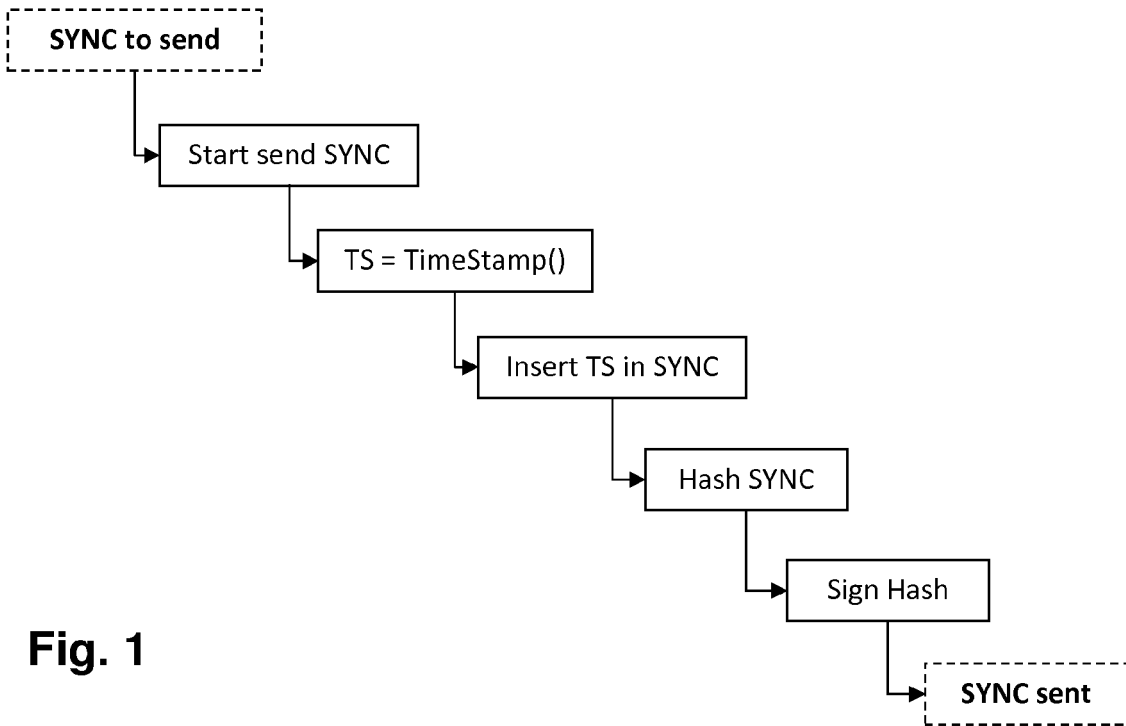 SYNC to send
Start send SYNC
TS = TimeStamp()
Insert TS in SYNC
Hash SYNC
Sign Hash
Fig. 1
SYNC sent